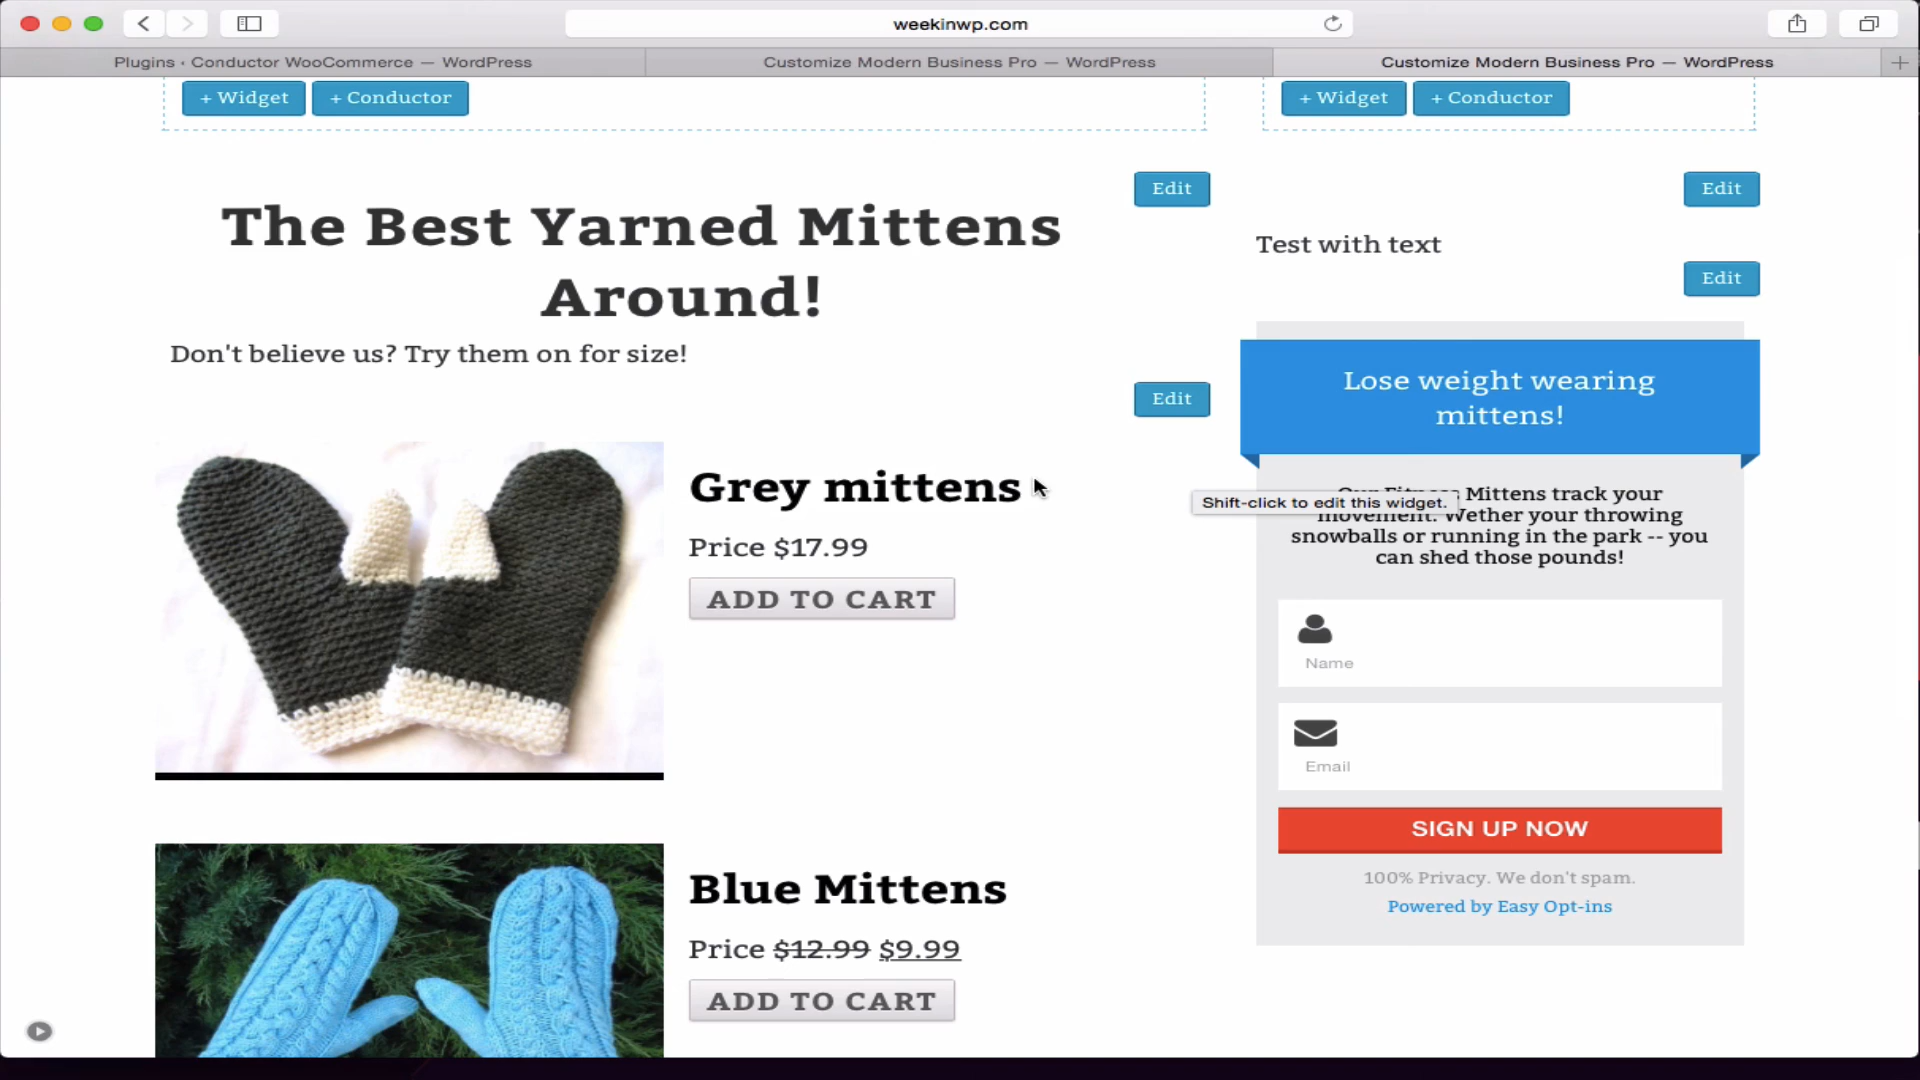 weekinwp.com
Plugins ‹ Conductor WooCommerce — WordPress
Customize Modern Business Pro — WordPress
Customize Modern Business Pro — WordPress
+ Widget
+ Conductor
+ Widget
+ Conductor
Edit
The Best Yarned Mittens
Around!
Don't believe us? Try them on for size!
Edit
Grey mittens
Price $17.99
ADD TO CART
Blue Mittens
Price $12.99 $9.99
ADD TO CART
Edit
Test with text
Edit
Lose weight wearing
mittens!
Shift-click to edit this widget.
Mittens track your
Wether your throwing
snowballs or running in the park -- you
can shed those pounds!
Name
Email
SIGN UP NOW
100% Privacy. We don't spam.
Powered by Easy Opt-ins